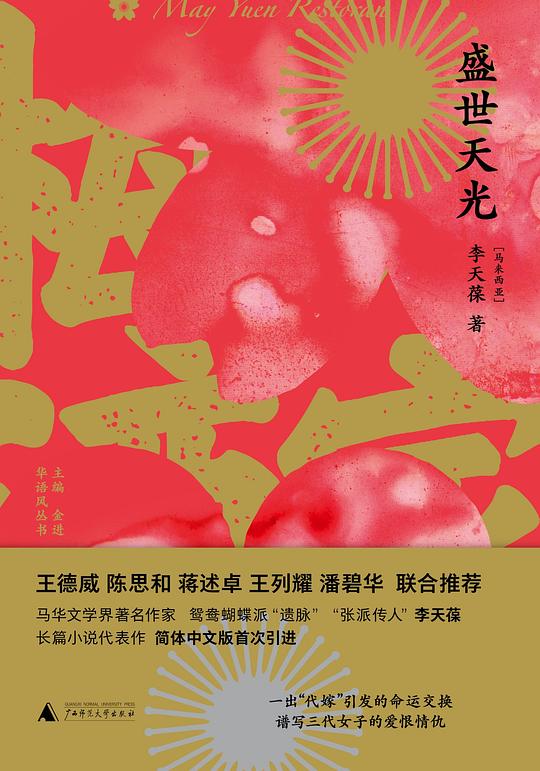 May Yuen Restoran
盛世天光
[马来西亚]
李天葆 著
主编 金进
华语风丛书
王德威 陈思和 蒋述卓 王列耀 潘碧华 联合推荐
马华文学界著名作家 鸳鸯蝴蝶派“遗脉” “张派传人” 李天葆
长篇小说代表作 简体中文版首次引进
一出“代嫁”引发的命运交换
谱写三代女子的爱恨情仇
GUANGXI NORMAL UNIVERSITY PRESS
广西师范大学出版社